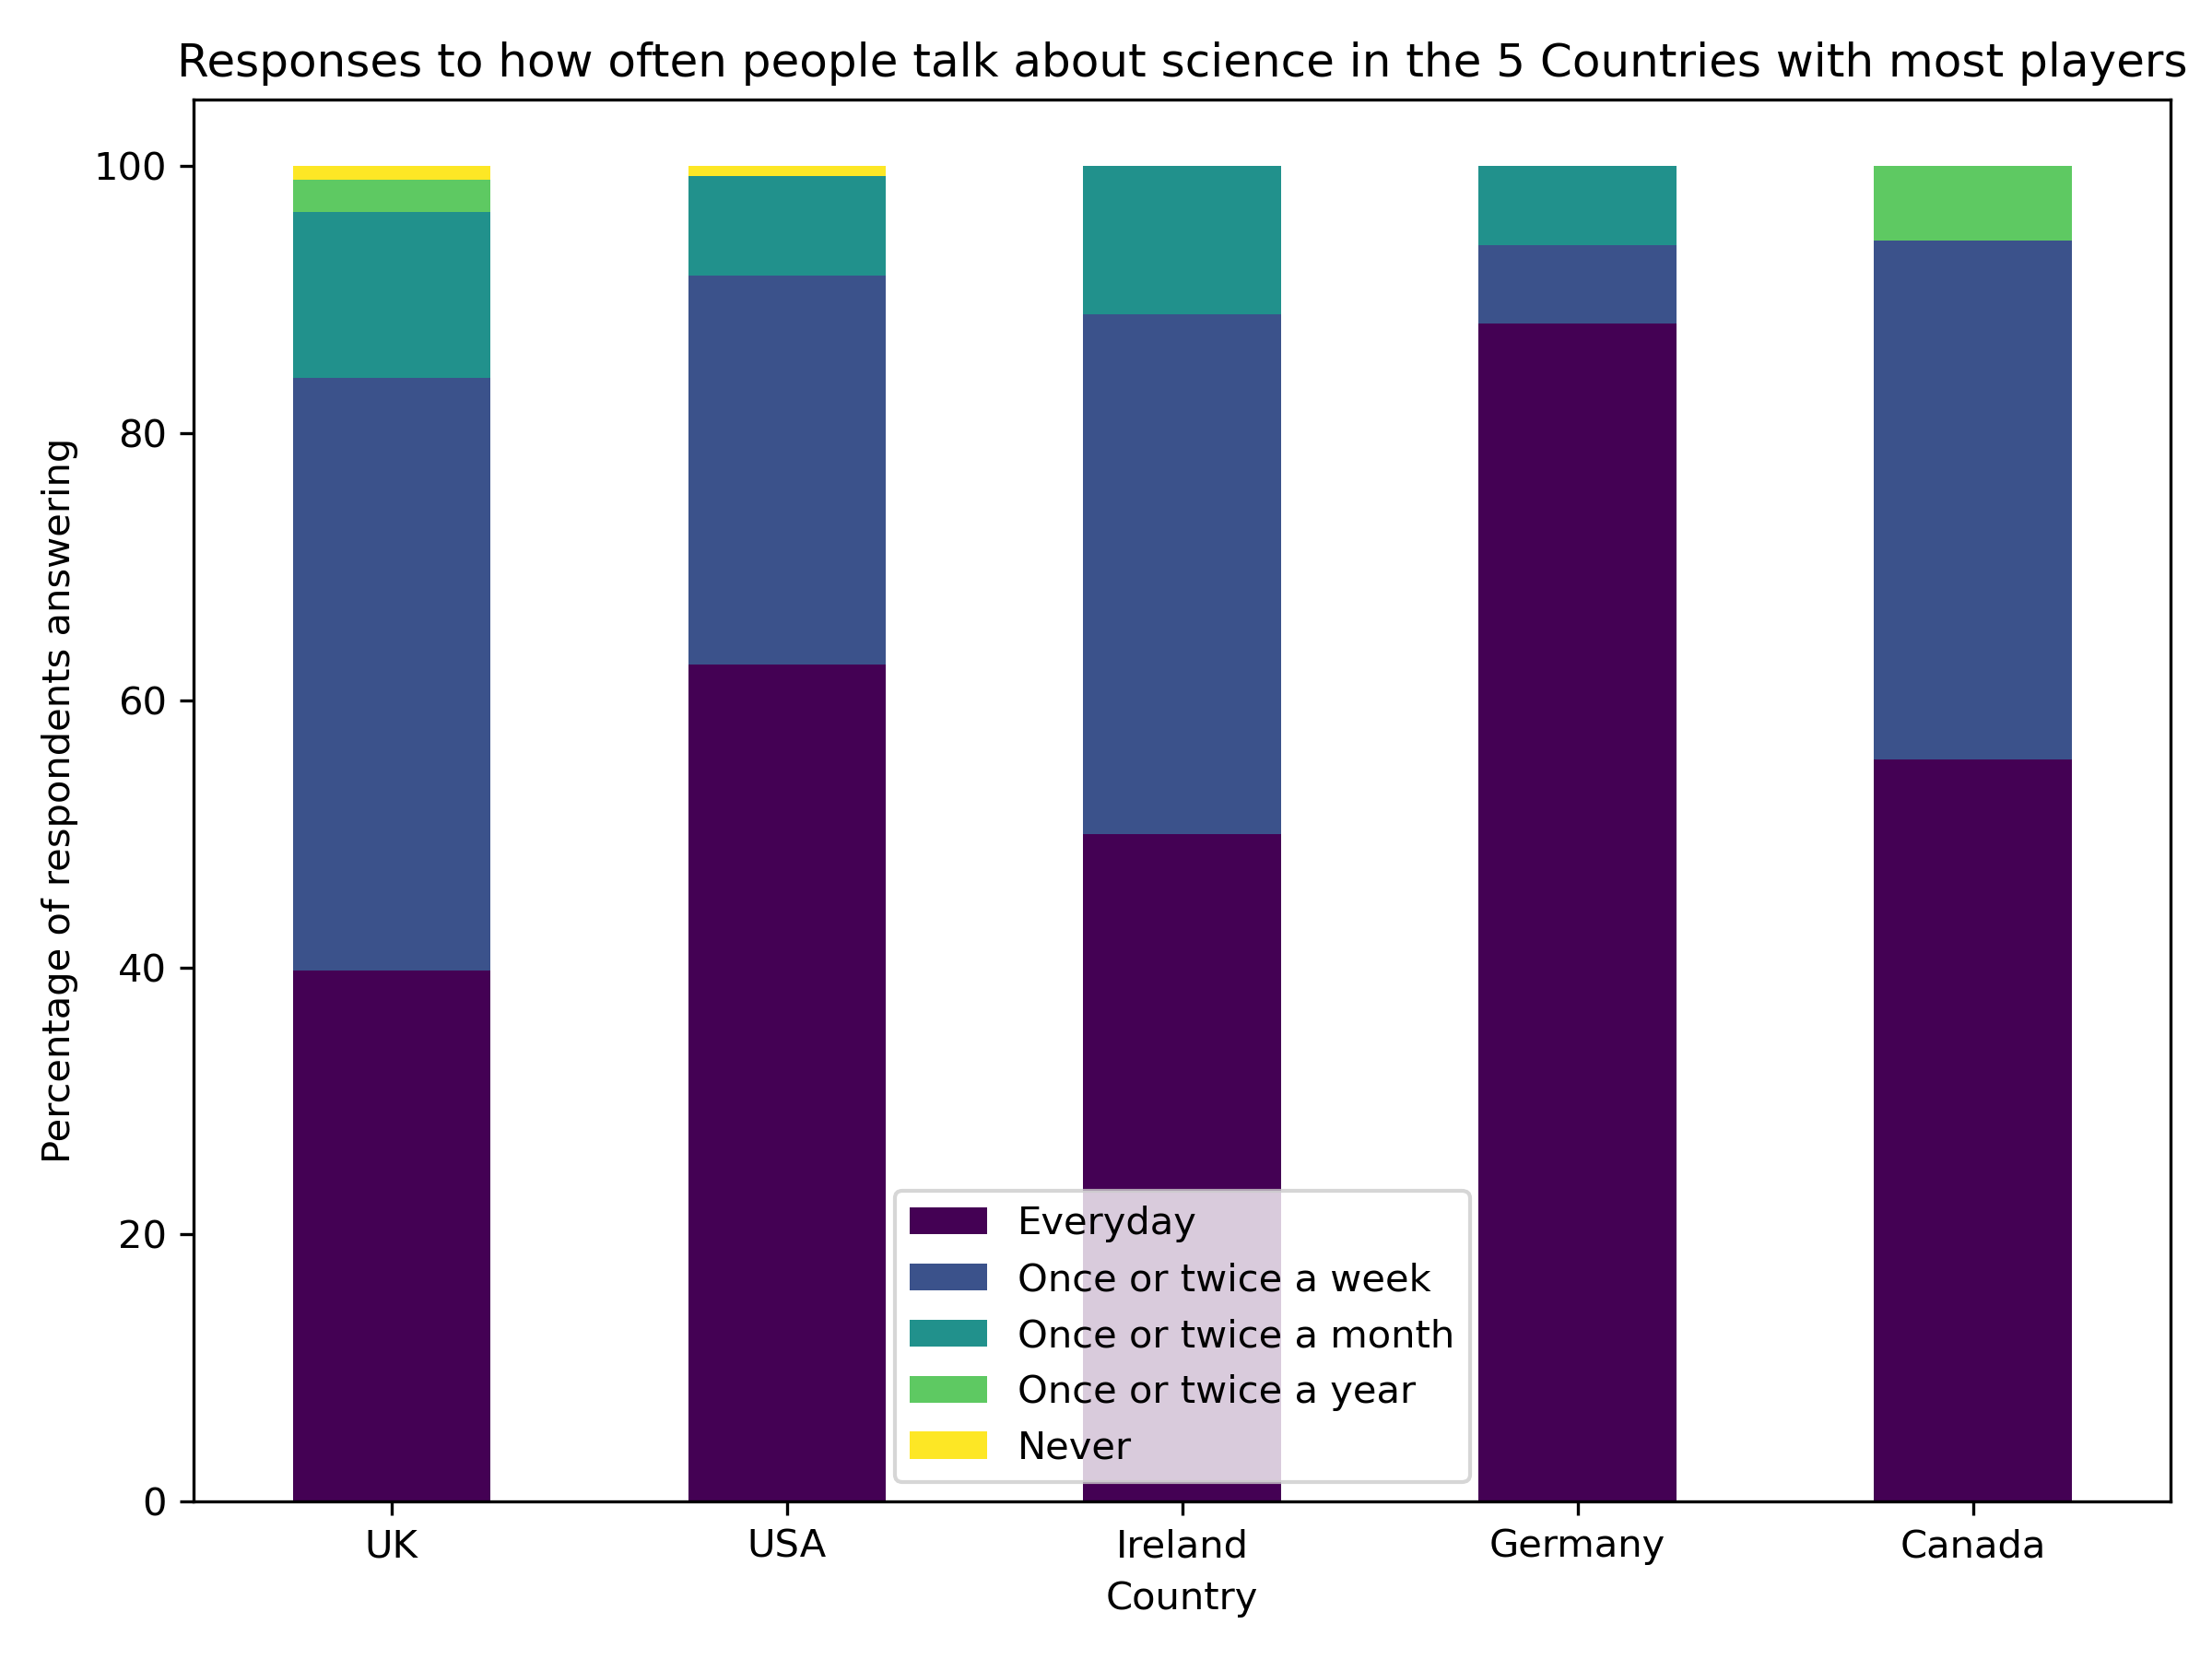 Responses to how often people talk about science in the 5 Countries with most players
Percentage of respondents answering
100
80
60
40
20
0
Everyday
Once or twice a week
Once or twice a month
Once or twice a year
Never
UK
USA
Ireland
Germany
Canada
Country